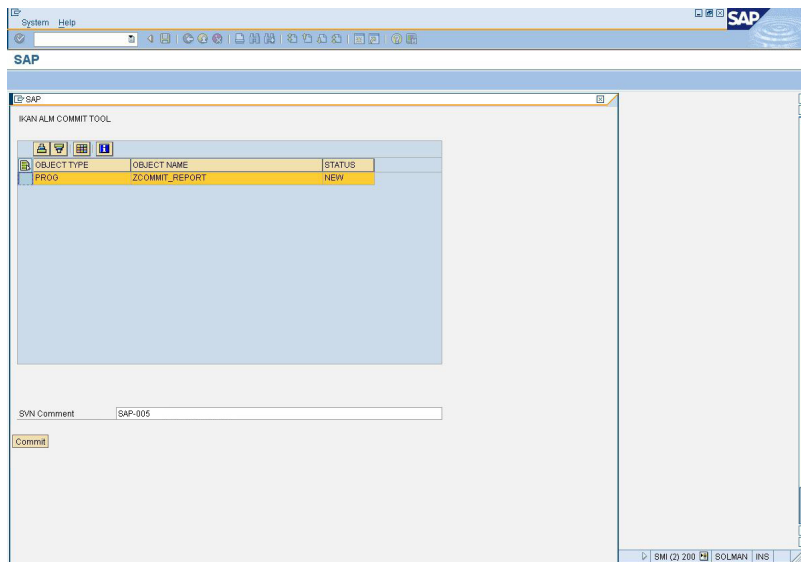 System Help
SAP
SAP
SAP
IKAN ALM COMMIT TOOL
OBJECT TYPE OBJECT NAME STATUS
PROG ZCOMMIT_REPORT NEW
SVN Comment SAP-005
Commit
SMI (2) 200 SOLMAN INS